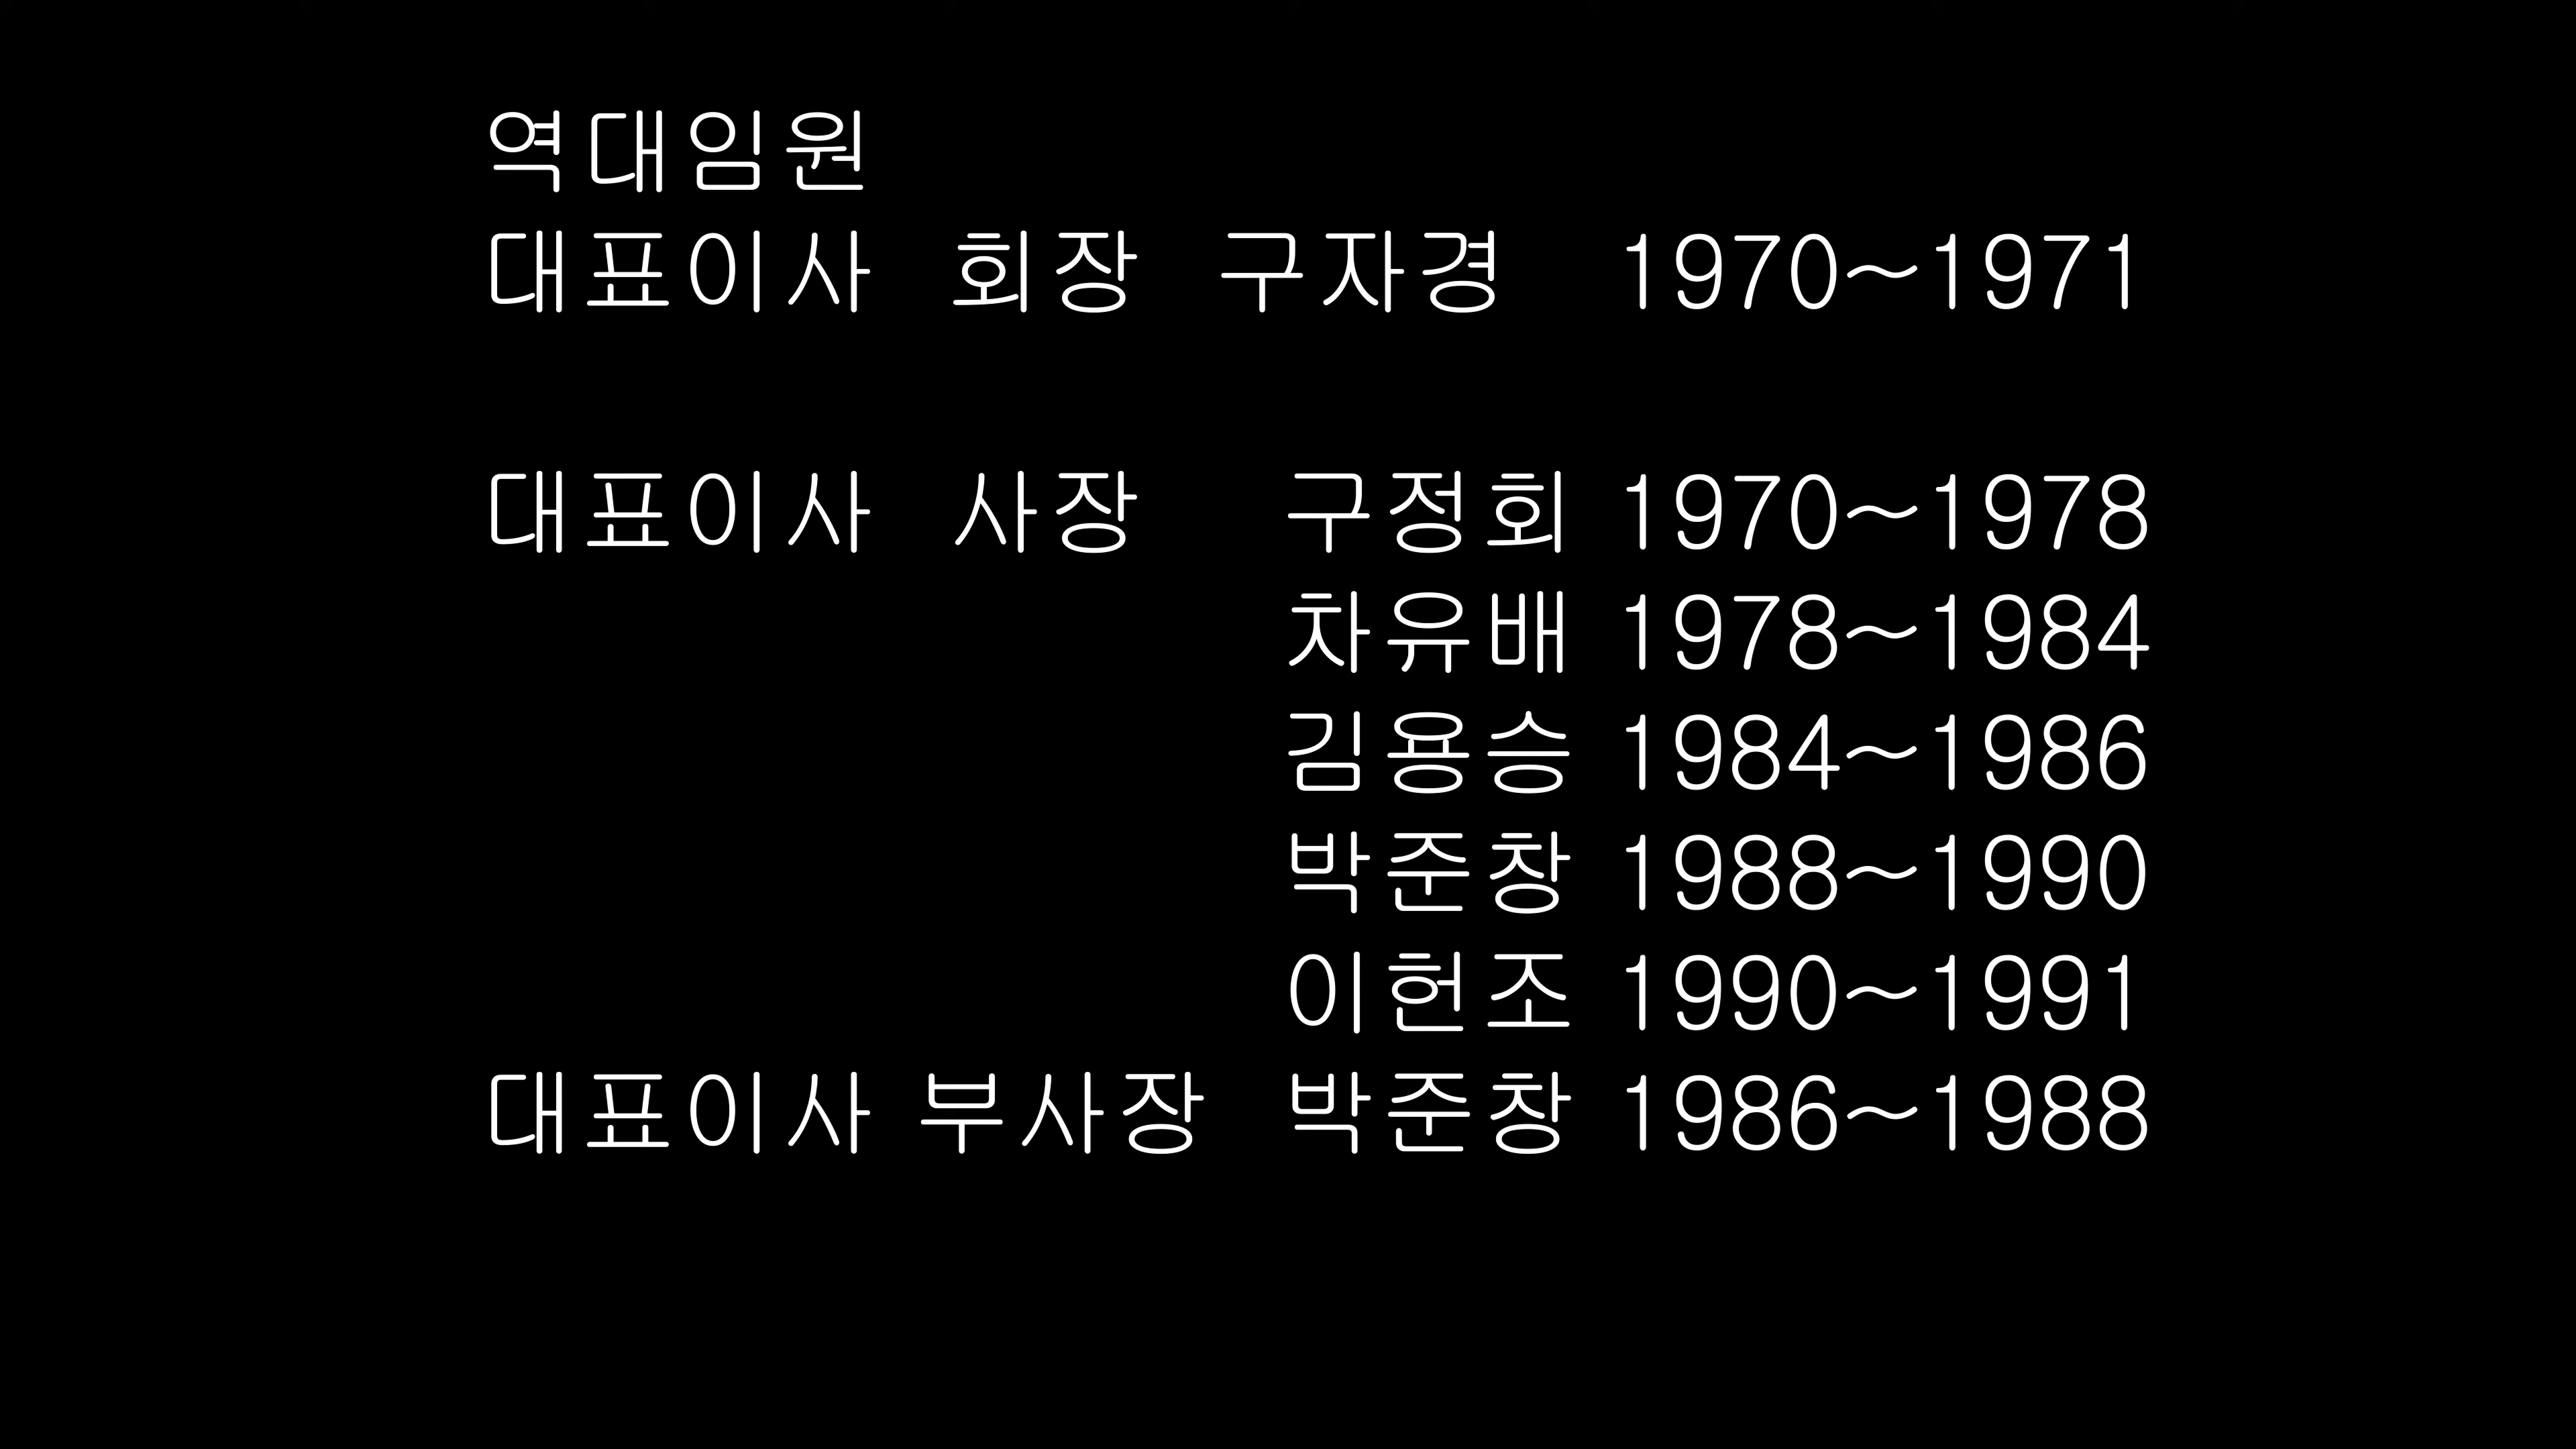 역대임원
대표이사 회장 구자경 1970~1971
대표이사 사장 구정회 1970~1978
차유배 1978~1984
김용승 1984~1986
박준창 1988~1990
이헌조 1990~1991
대표이사 부사장 박준창 1986~1988